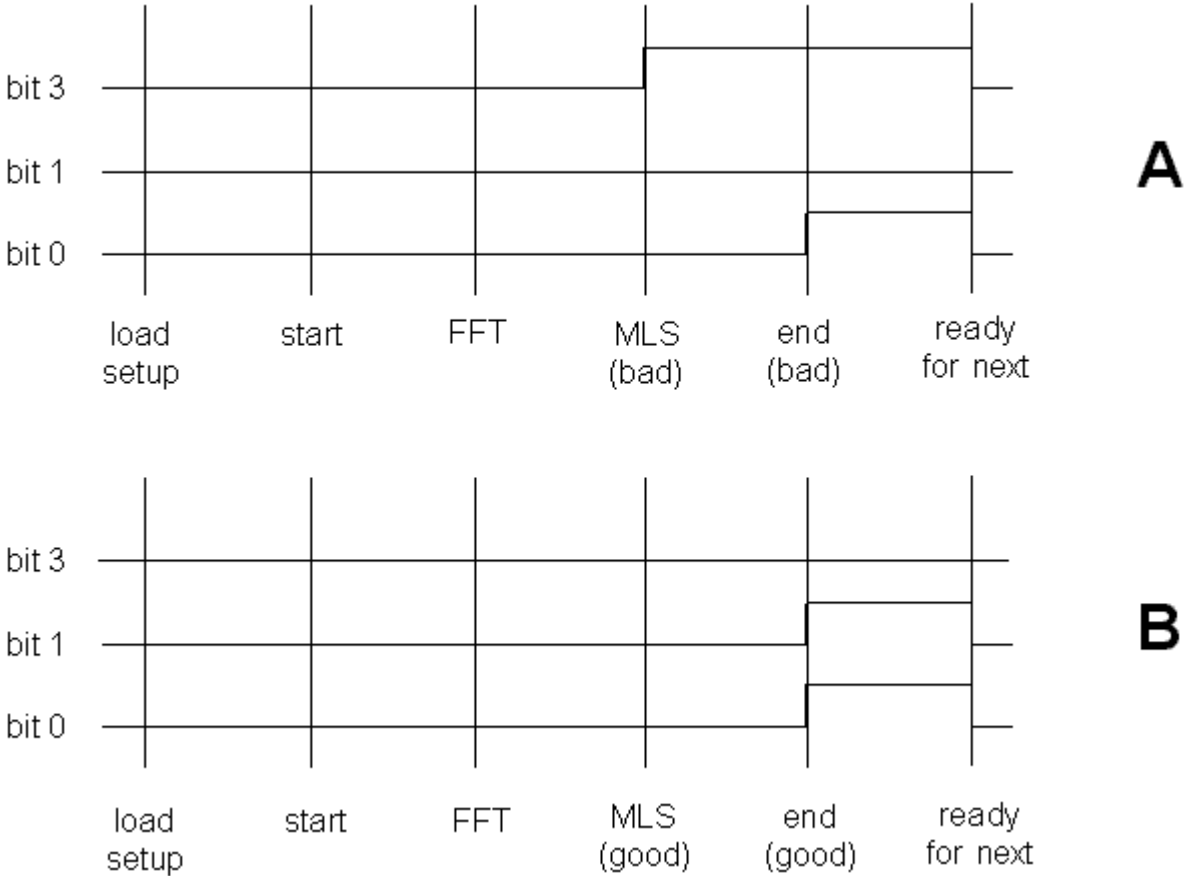 bit 3
bit 1
A
bit 0
load setup
start
FFT
MLS (bad)
end (bad)
ready for next
bit 3
bit 1
B
bit 0
load setup
start
FFT
MLS (good)
end (good)
ready for next